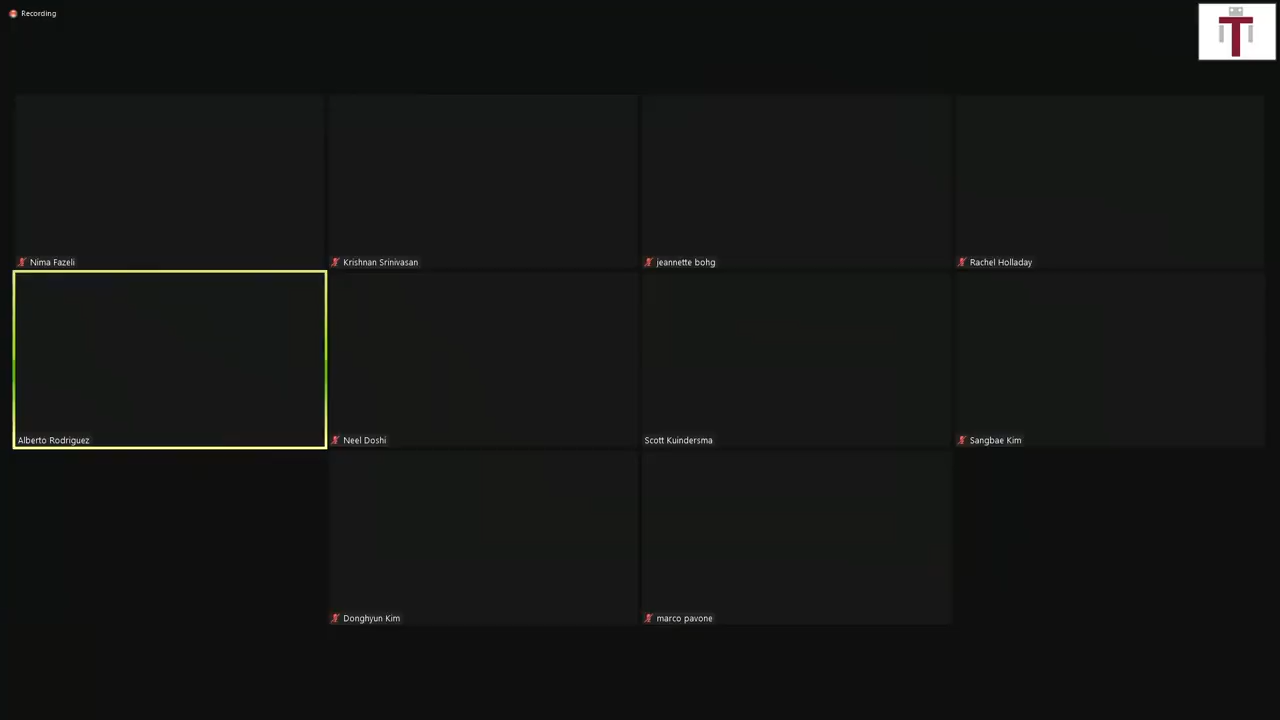 Recording
Nima Fazeli
Krishnan Srinivasan
jeannette bohg
Rachel Holladay
Alberto Rodriguez
Neel Doshi
Scott Kuindersma
Sangbae Kim
Donghyun Kim
marco pavone